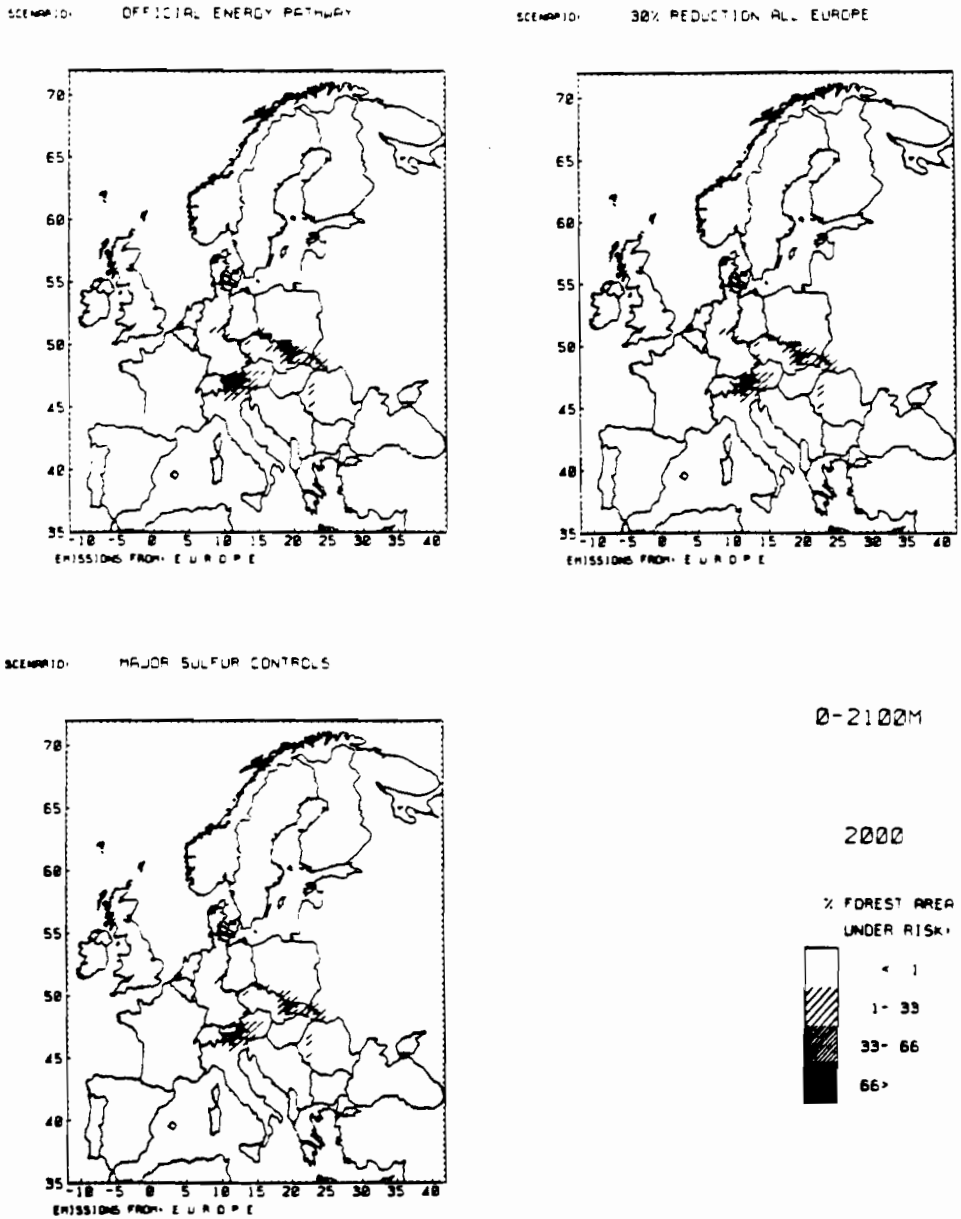 SCENARIO: OFFICIAL ENERGY PATHWAY
70
65
60
55
50
45
40
35
-10 -5 0 5 10 15 20 25 30 35 40
EMISSIONS FROM: E U R O P E
SCENARIO: 30% REDUCTION ALL EUROPE
70
65
60
55
50
45
40
35
-10 -5 0 5 10 15 20 25 30 35 40
EMISSIONS FROM: E U R O P E
SCENARIO: MAJOR SULFUR CONTROLS
70
65
60
55
50
45
40
35
-10 -5 0 5 10 15 20 25 30 35 40
EMISSIONS FROM: E U R O P E
0-2100M
2000
% FOREST AREA
UNDER RISK:
< 1
1- 33
33- 66
66>